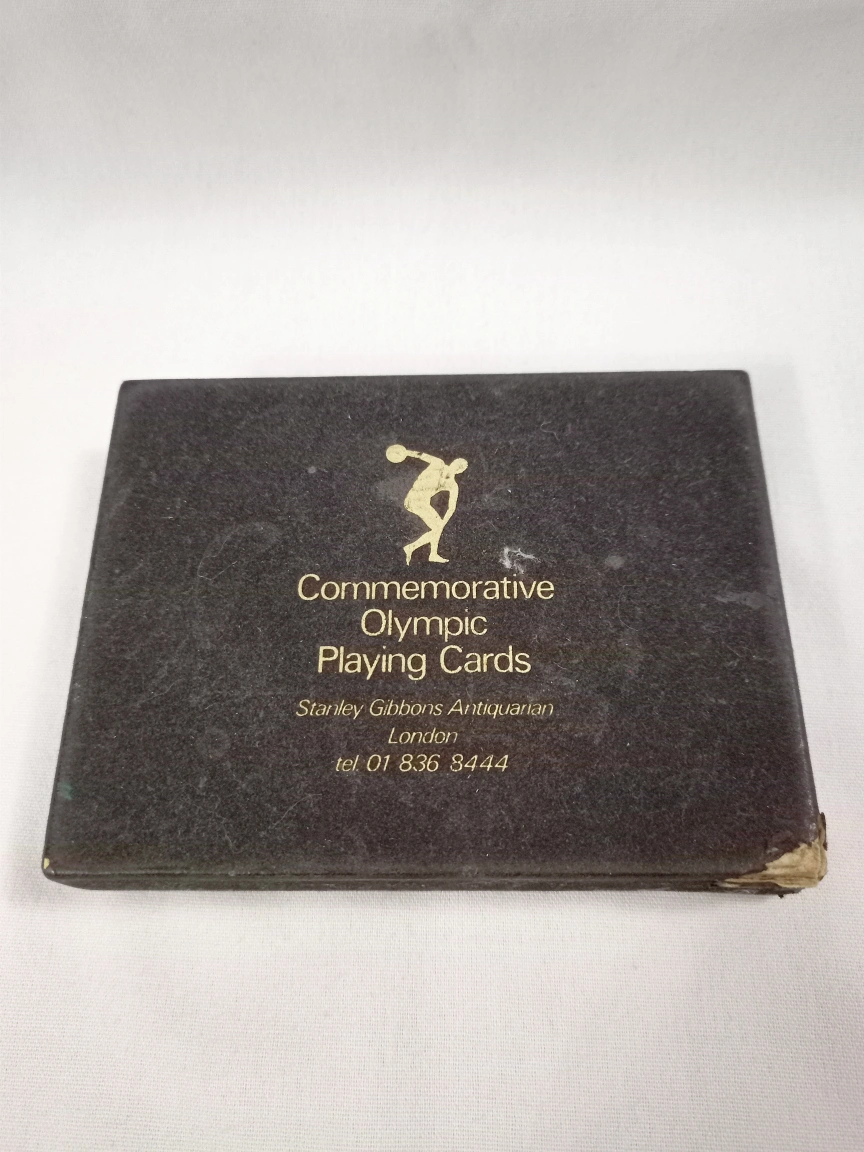 Commemorative
Olympic
Playing Cards
Stanley Gibbons Antiquarian
London
tel. 01 836 8444